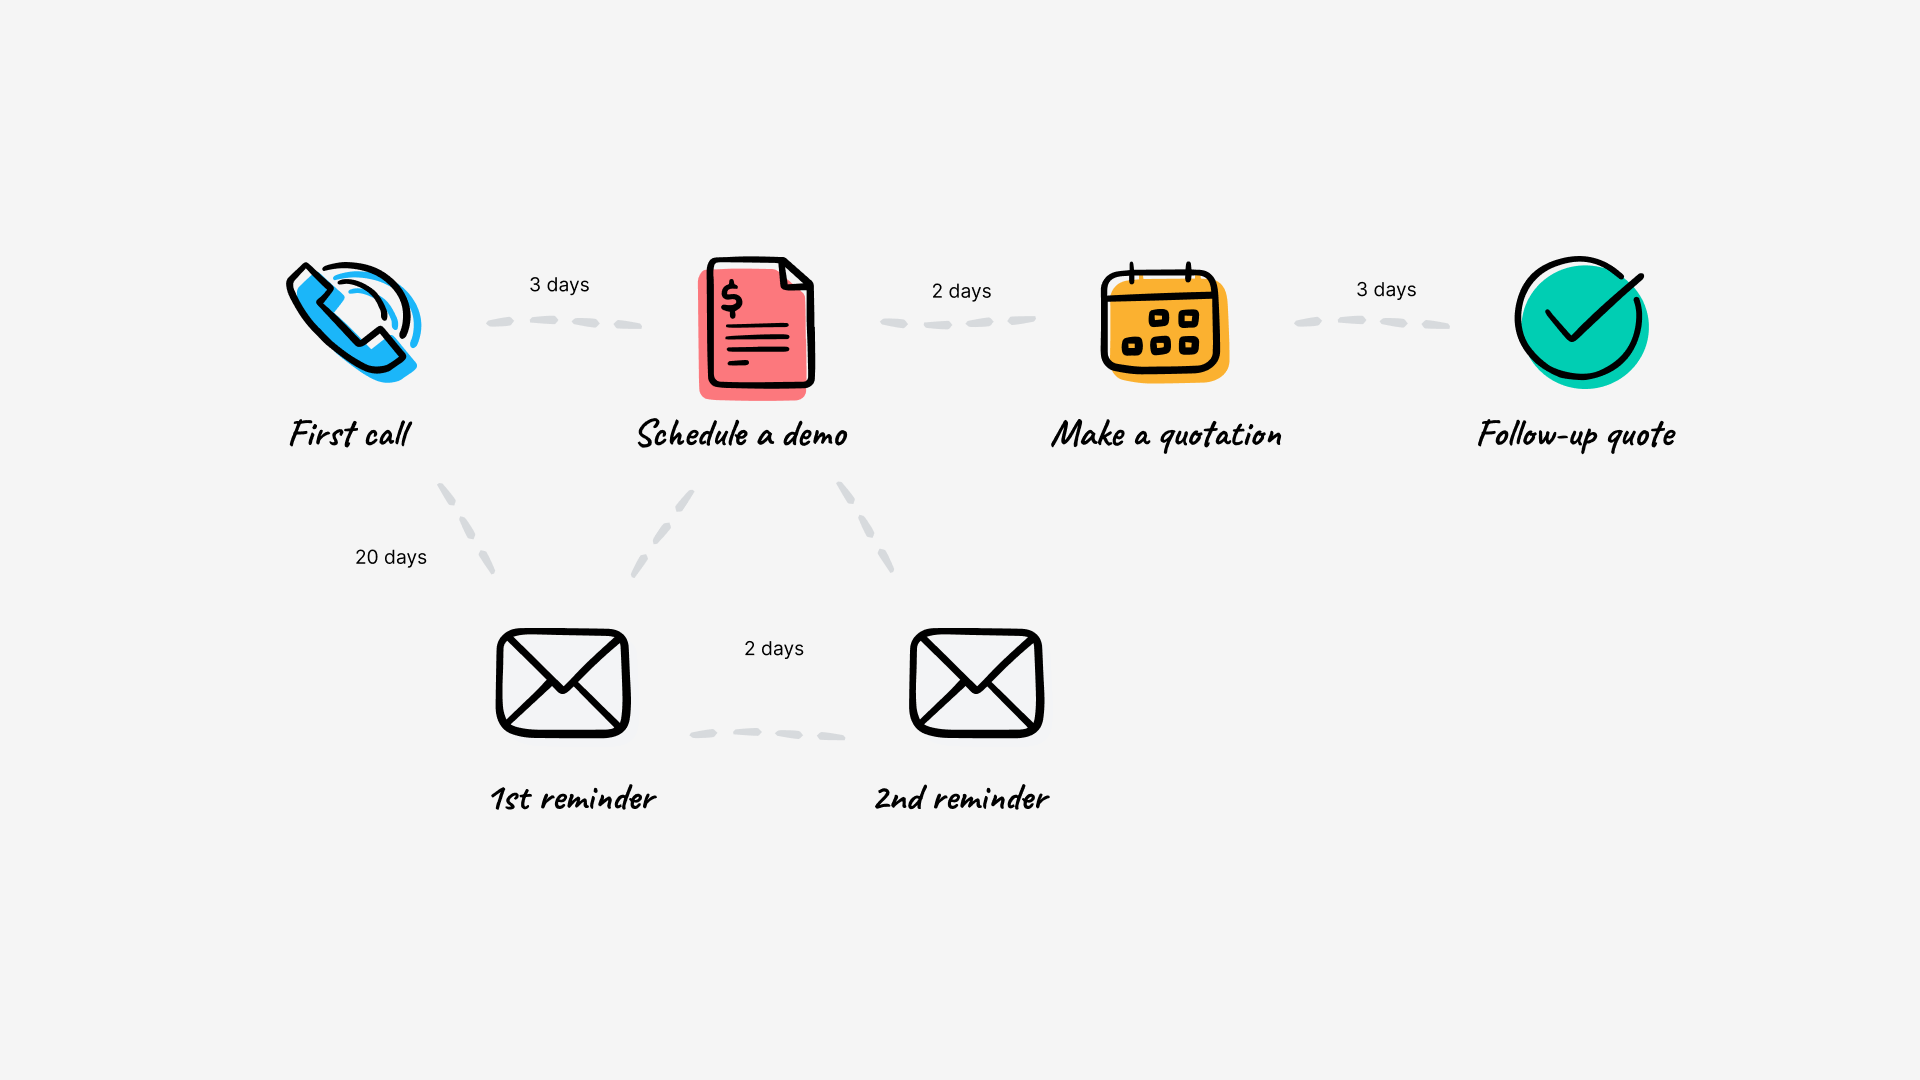 3 days
2 days
3 days
$
First call
Schedule a demo
Make a quotation
Follow-up quote
20 days
2 days
1st reminder
2nd reminder